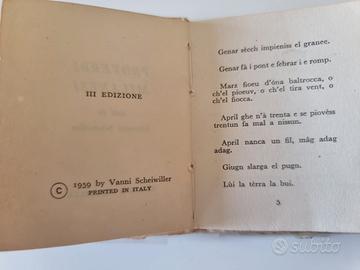 III EDIZIONE
© 1959 by Vanni Scheiwiller
PRINTED IN ITALY
Genar sècch impieniss el granee.
Genar fà i pont e febrar i e romp.
Marz fioeu d'óna baltrocca, o
ch'el pioeuv, o ch'el tira vent, o
ch'el fiocca.
April ghe n'à trenta e se piovèss
trentun fa mal a nissun.
April nanca un fil, màg adag
adag.
Giugn slarga el pugn.
Lùi la tèrra la bui.
5
subito